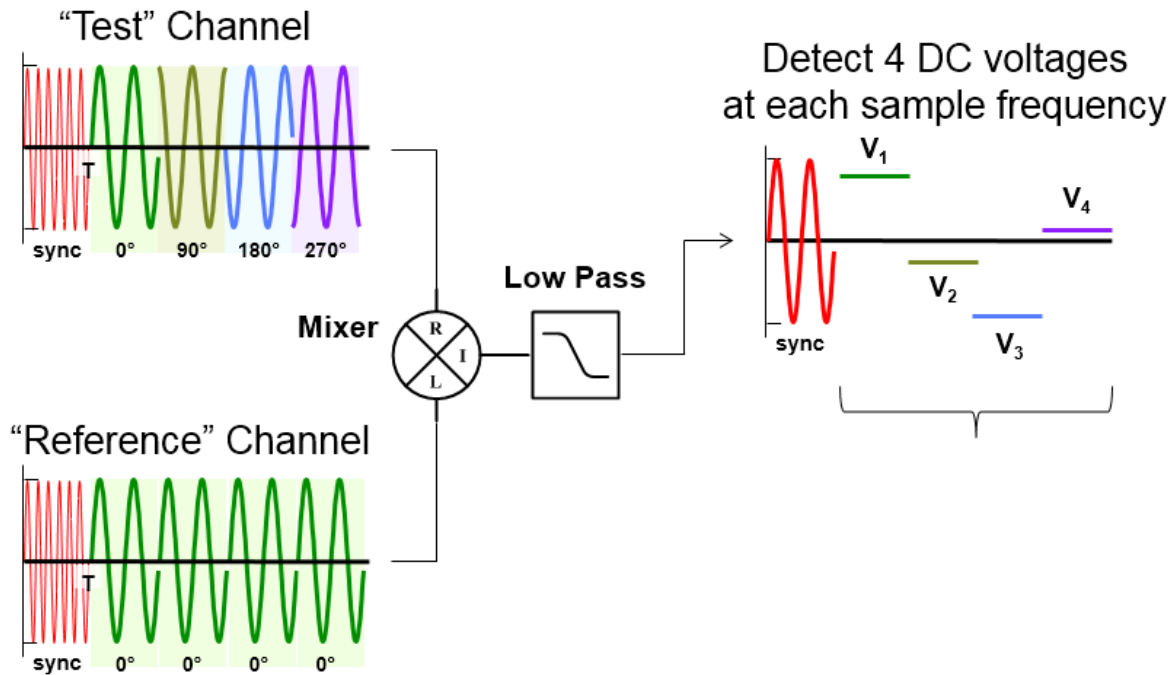 “Test” Channel
T
sync 0° 90° 180° 270°
Detect 4 DC voltages
at each sample frequency
V1
V4
V2
V3
sync
Low Pass
Mixer
R
I
L
“Reference” Channel
T
sync 0° 0° 0° 0°